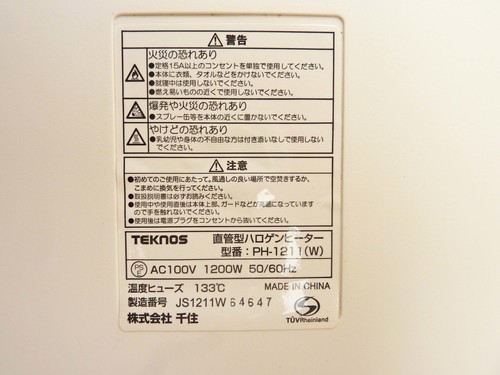 ⚠警告
火災の恐れあり
●定格15A以上のコンセントを単独で使用してください。
●本体に衣類、タオルなどをかけないでください。
●就寝中は使用しないでください。
●燃え易いものの近くで使用しないでください。
爆発や火災の恐れあり
●スプレー缶等を本体の近くに置かないでください。
やけどの恐れあり
●乳幼児や身体の不自由な方は付き添いなしで使用しない
でください。
⚠注意
●初めてのご使用にあたって。風通しの良い場所で空焚きするか、
こまめに換気を行ってください。
●取扱説明書は必ずお読みください。
●使用中や使用直後は本体上部、ガードなどが高温になっています
ので手を触れないでください。
●使用後は電源プラグをコンセントから抜いてください。
TEKNOS 直管型ハロゲンヒーター
型番: PH-1211(W)
PSE AC100V 1200W 50/60Hz
温度ヒューズ 133℃ MADE IN CHINA
製造番号 JS1211W 64647
株式会社 千住
TÜVRheinland